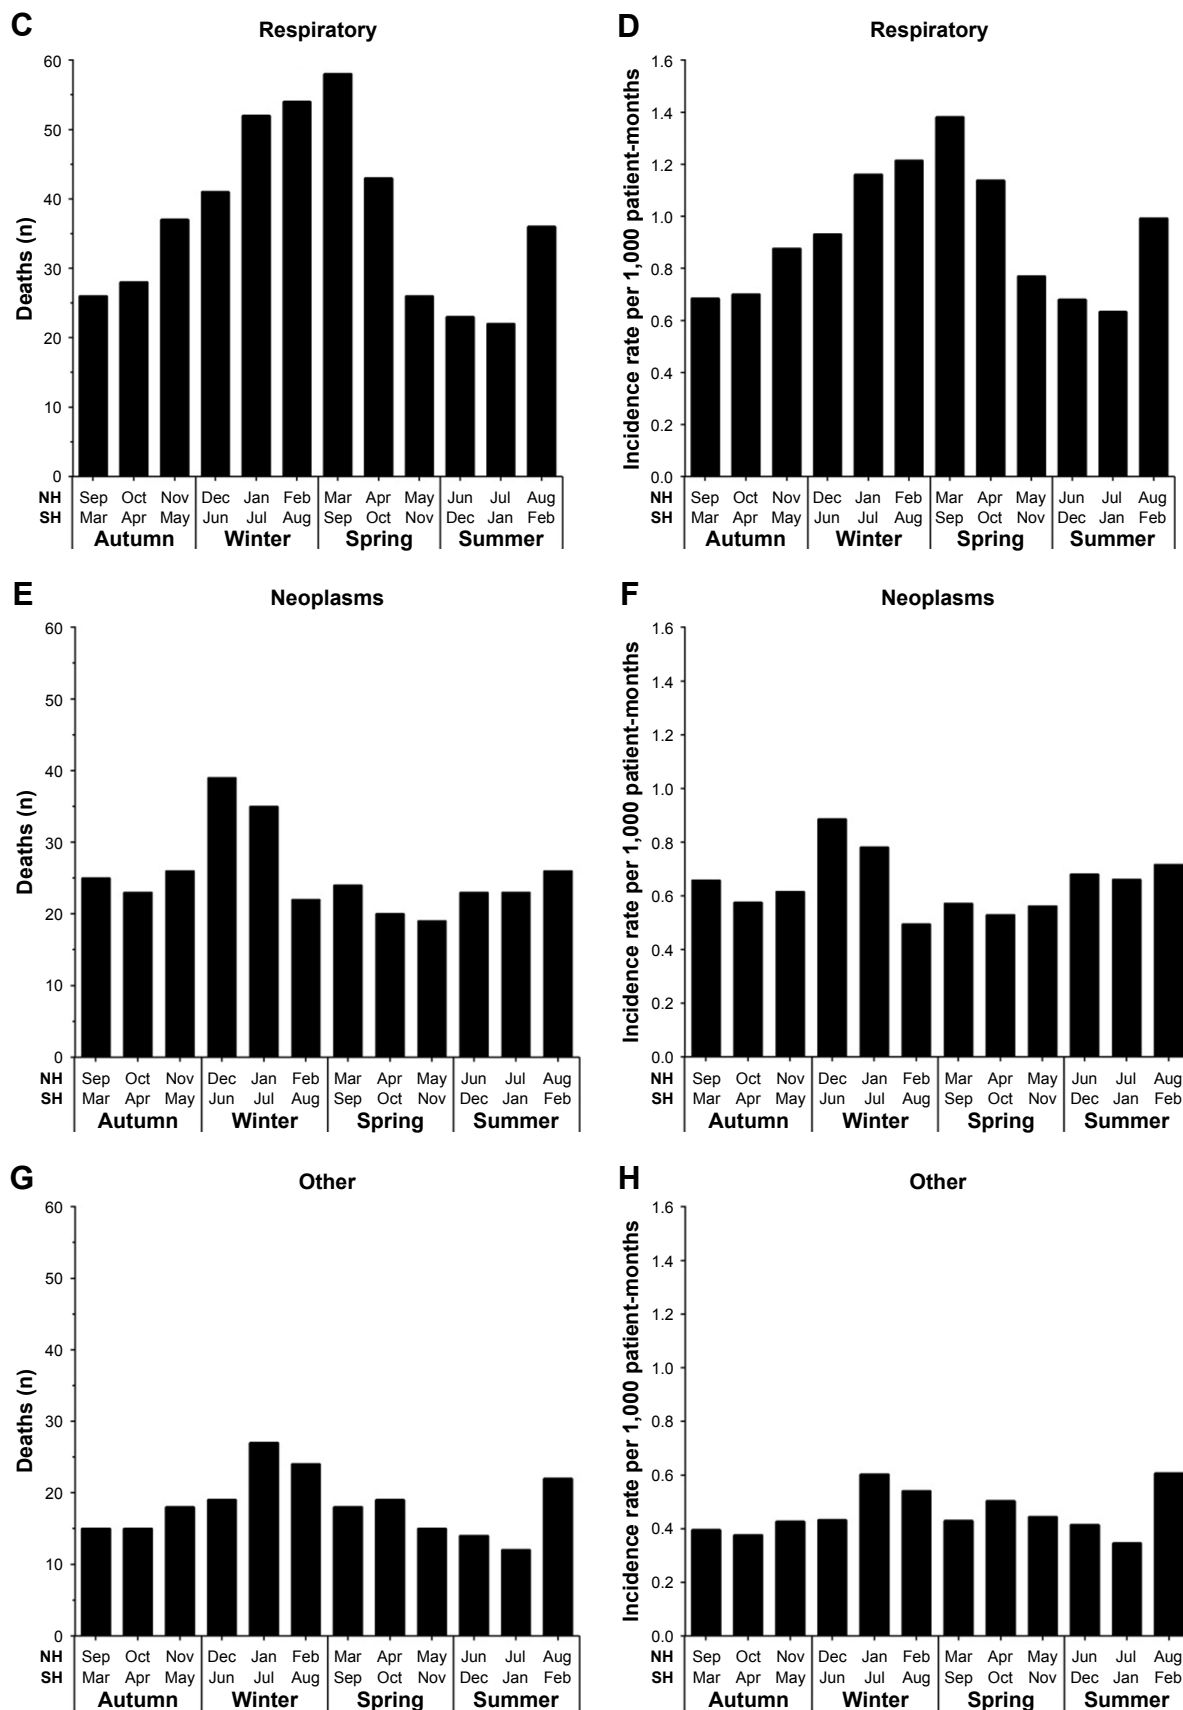 C
Respiratory
Deaths (n)
60
50
40
30
20
10
0
NH Sep Oct Nov Dec Jan Feb Mar Apr May Jun Jul Aug
SH Mar Apr May Jun Jul Aug Sep Oct Nov Dec Jan Feb
Autumn Winter Spring Summer
D
Respiratory
Incidence rate per 1,000 patient-months
1.6
1.4
1.2
1.0
0.8
0.6
0.4
0.2
0.0
NH Sep Oct Nov Dec Jan Feb Mar Apr May Jun Jul Aug
SH Mar Apr May Jun Jul Aug Sep Oct Nov Dec Jan Feb
Autumn Winter Spring Summer
E
Neoplasms
Deaths (n)
60
50
40
30
20
10
0
NH Sep Oct Nov Dec Jan Feb Mar Apr May Jun Jul Aug
SH Mar Apr May Jun Jul Aug Sep Oct Nov Dec Jan Feb
Autumn Winter Spring Summer
F
Neoplasms
Incidence rate per 1,000 patient-months
1.6
1.4
1.2
1.0
0.8
0.6
0.4
0.2
0.0
NH Sep Oct Nov Dec Jan Feb Mar Apr May Jun Jul Aug
SH Mar Apr May Jun Jul Aug Sep Oct Nov Dec Jan Feb
Autumn Winter Spring Summer
G
Other
Deaths (n)
60
50
40
30
20
10
0
NH Sep Oct Nov Dec Jan Feb Mar Apr May Jun Jul Aug
SH Mar Apr May Jun Jul Aug Sep Oct Nov Dec Jan Feb
Autumn Winter Spring Summer
H
Other
Incidence rate per 1,000 patient-months
1.6
1.4
1.2
1.0
0.8
0.6
0.4
0.2
0.0
NH Sep Oct Nov Dec Jan Feb Mar Apr May Jun Jul Aug
SH Mar Apr May Jun Jul Aug Sep Oct Nov Dec Jan Feb
Autumn Winter Spring Summer